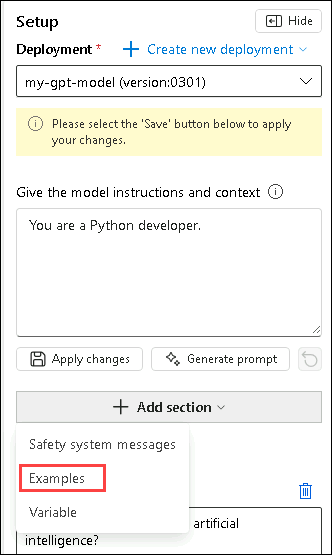 Setup
Hide
Deployment *
Create new deployment
my-gpt-model (version:0301)
Please select the 'Save' button below to apply
your changes.
Give the model instructions and context
You are a Python developer.
Apply changes
Generate prompt
Add section
Safety system messages
Examples
Variable
artificial
intelligence?